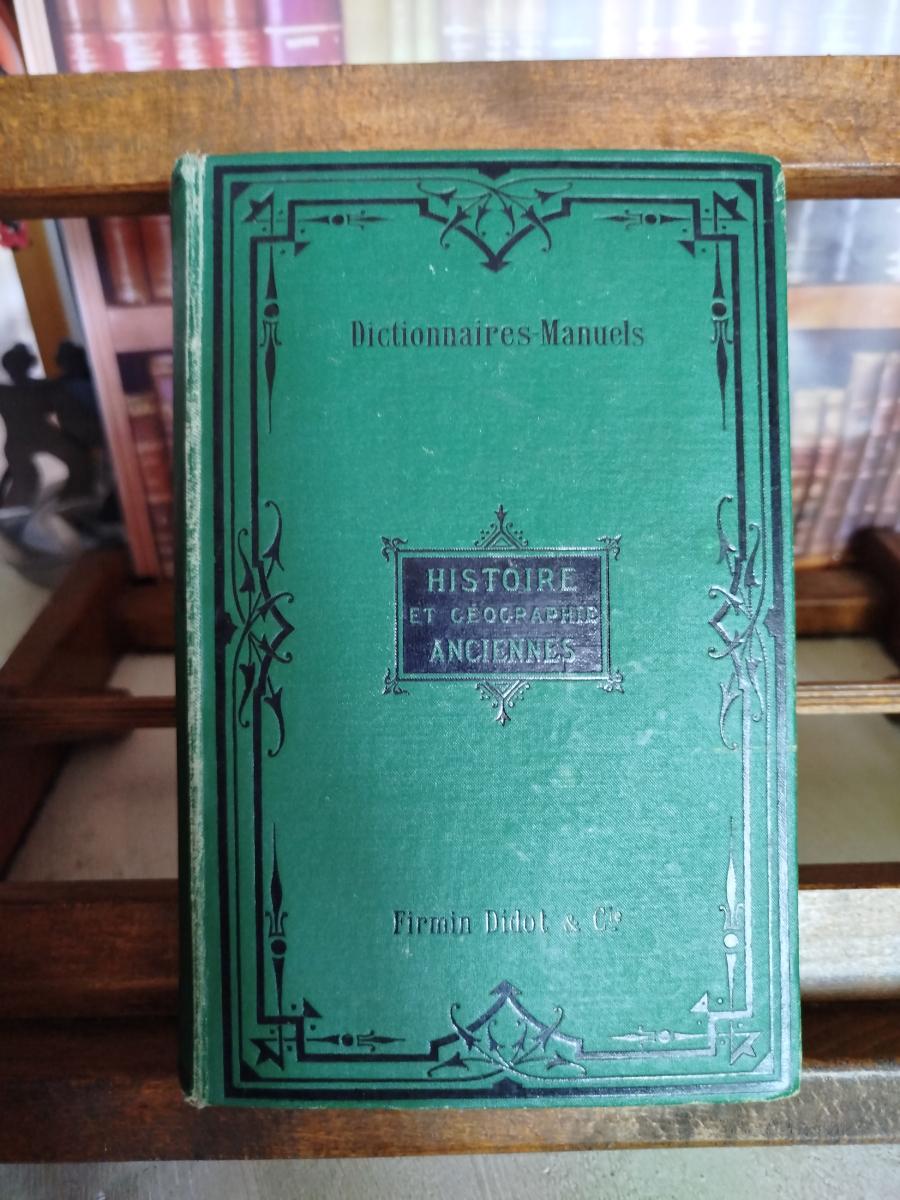 Dictionnaires-Manuels
HISTOIRE
ET GÉOGRAPHIE
ANCIENNES
Firmin Didot & Cie